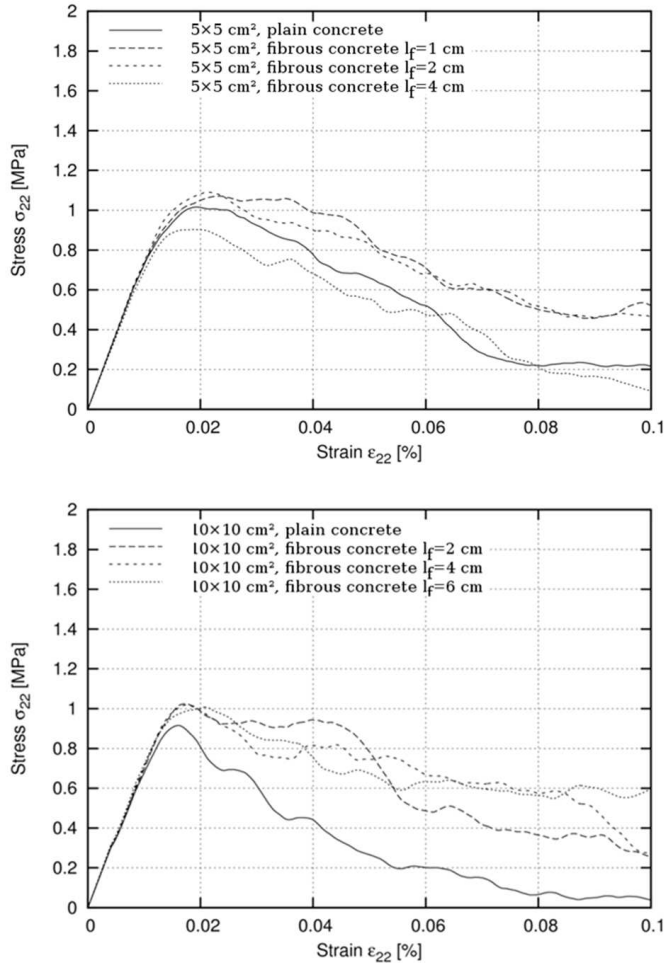 2
1.8
1.6
1.4
1.2
1
0.8
0.6
0.4
0.2
0
Stress σ22 [MPa]
5×5 cm², plain concrete
5×5 cm², fibrous concrete lf=1 cm
5×5 cm², fibrous concrete lf=2 cm
5×5 cm², fibrous concrete lf=4 cm
0 0.02 0.04 0.06 0.08 0.1
Strain ε22 [%]
2
1.8
1.6
1.4
1.2
1
0.8
0.6
0.4
0.2
0
Stress σ22 [MPa]
10×10 cm², plain concrete
10×10 cm², fibrous concrete lf=2 cm
10×10 cm², fibrous concrete lf=4 cm
10×10 cm², fibrous concrete lf=6 cm
0 0.02 0.04 0.06 0.08 0.1
Strain ε22 [%]